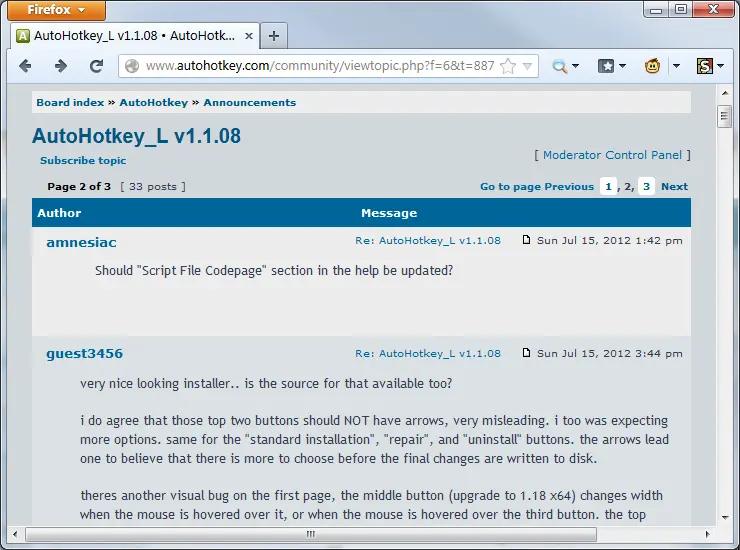 Firefox
AutoHotkey_L v1.1.08 • AutoHotk...
www.autohotkey.com/community/viewtopic.php?f=6&t=887
Board index » AutoHotkey » Announcements
AutoHotkey_L v1.1.08
Subscribe topic
[ Moderator Control Panel ]
Page 2 of 3 [ 33 posts ]
Go to page Previous 1 , 2, 3 Next
Author Message
amnesiac Re: AutoHotkey_L v1.1.08 Sun Jul 15, 2012 1:42 pm
Should "Script File Codepage" section in the help be updated?
guest3456 Re: AutoHotkey_L v1.1.08 Sun Jul 15, 2012 3:44 pm
very nice looking installer.. is the source for that available too?
i do agree that those top two buttons should NOT have arrows, very misleading. i too was expecting
more options. same for the "standard installation", "repair", and "uninstall" buttons. the arrows lead
one to believe that there is more to choose before the final changes are written to disk.
theres another visual bug on the first page, the middle button (upgrade to 1.18 x64) changes width
when the mouse is hovered over it, or when the mouse is hovered over the third button. the top